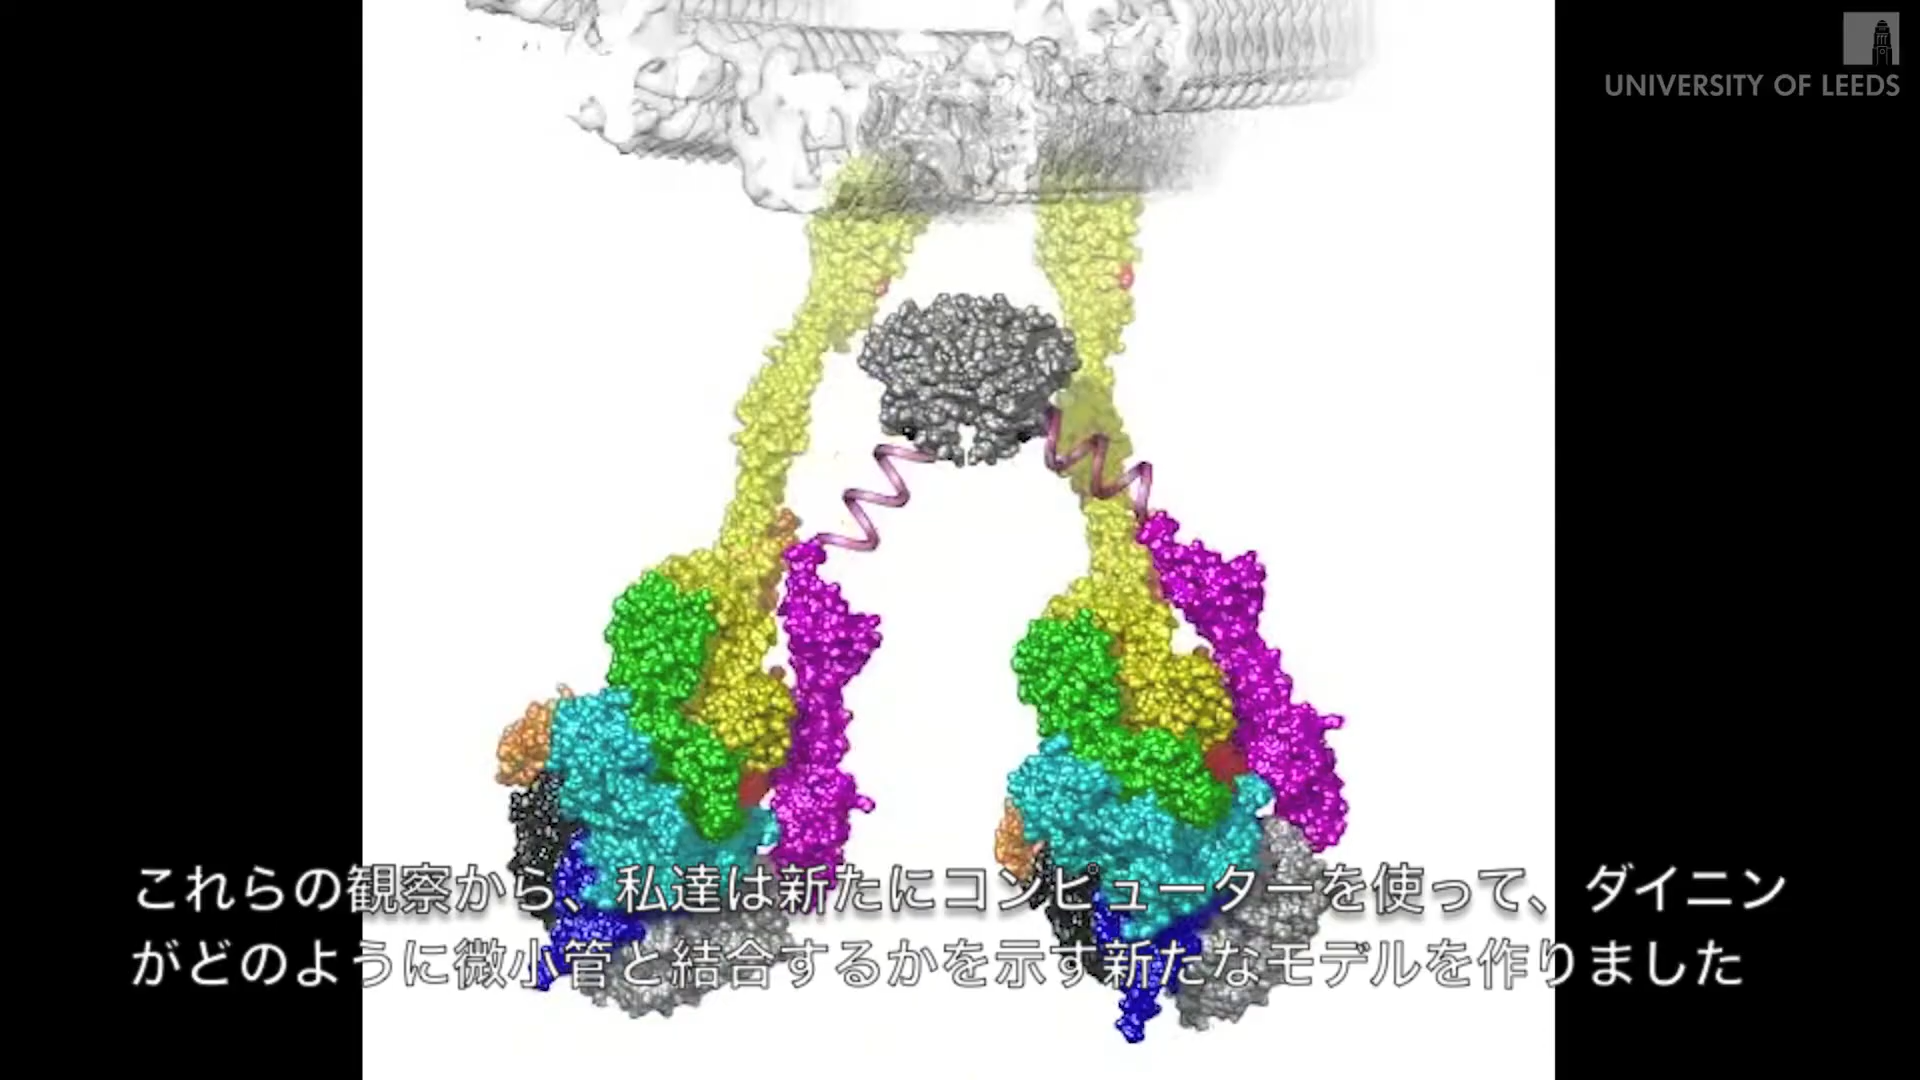 UNIVERSITY OF LEEDS
これらの観察から、私達は新たにコンピューターを使って、ダイニン
がどのように微小管と結合するかを示す新たなモデルを作りました